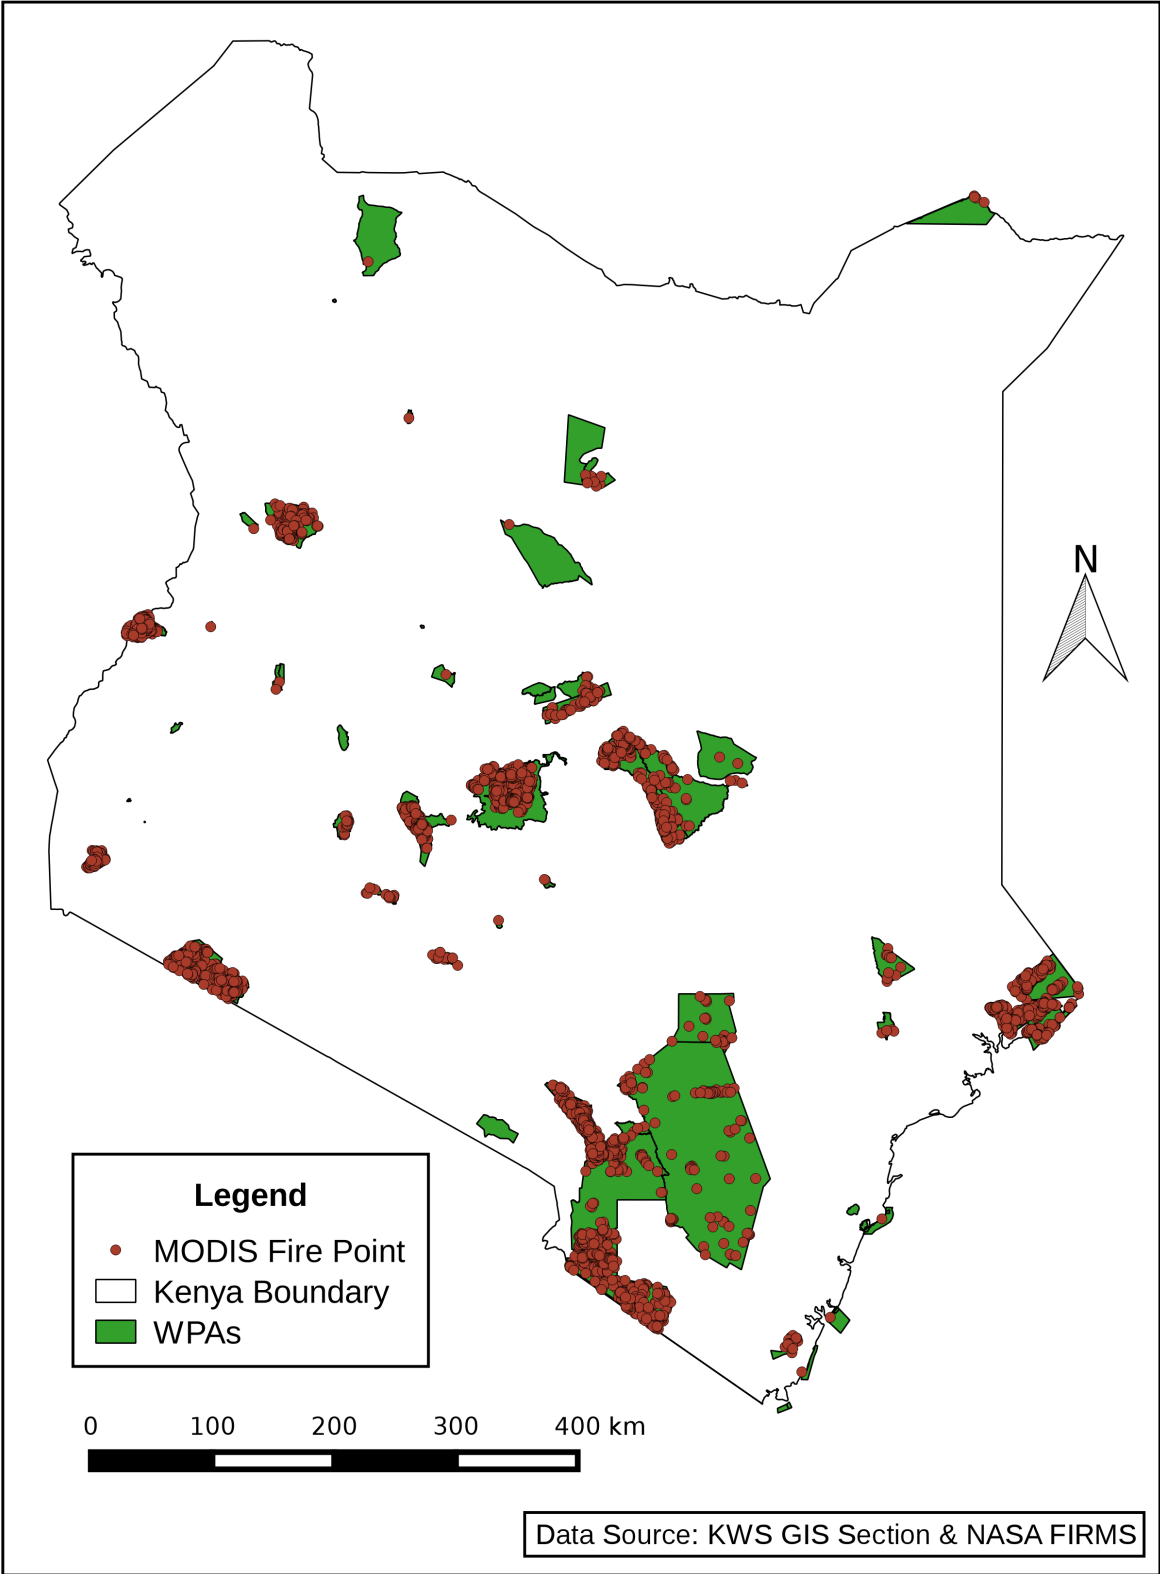 N
Legend
MODIS Fire Point
Kenya Boundary
WPAs
0 100 200 300 400 km
Data Source: KWS GIS Section & NASA FIRMS